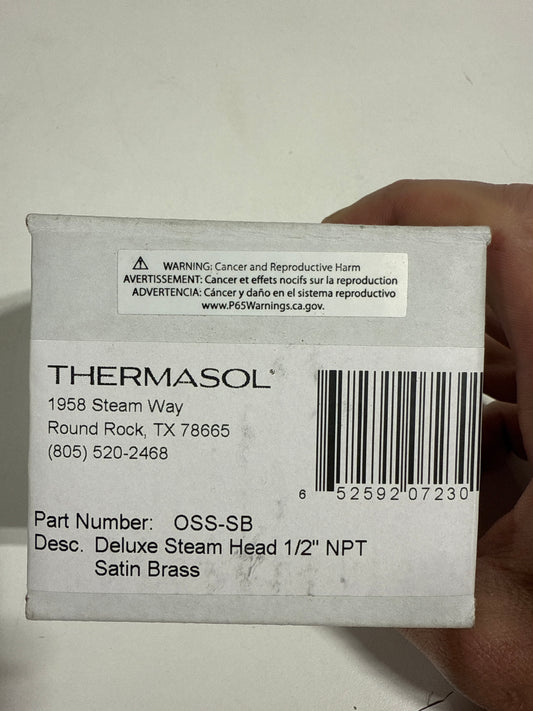 ⚠ WARNING: Cancer and Reproductive Harm
AVERTISSEMENT: Cancer et effets nocifs sur la reproduction
ADVERTENCIA: Cáncer y daño en el sistema reproductivo
www.P65Warnings.ca.gov.
THERMASOL®
1958 Steam Way
Round Rock, TX 78665
(805) 520-2468
6 52592 07230
Part Number: OSS-SB
Desc. Deluxe Steam Head 1/2" NPT
Satin Brass